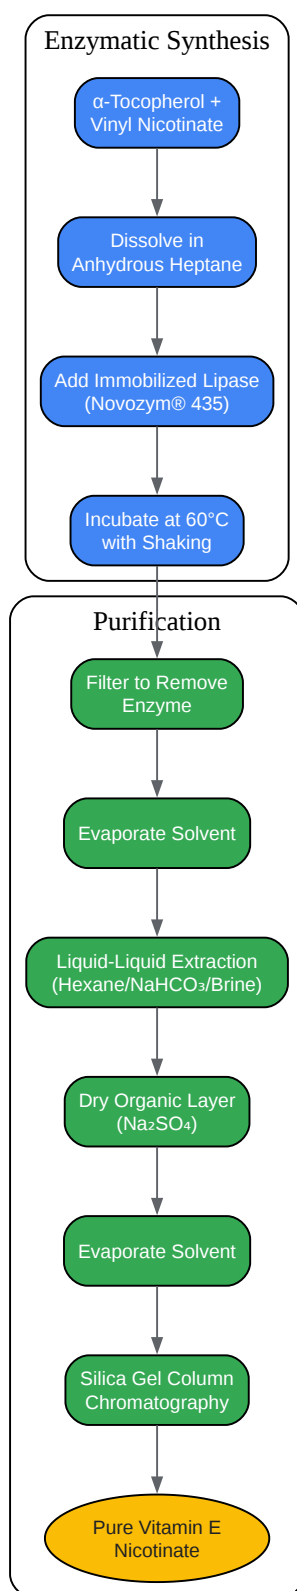 Enzymatic Synthesis
α-Tocopherol +
Vinyl Nicotinate
Dissolve in
Anhydrous Heptane
Add Immobilized Lipase
(Novozym® 435)
Incubate at 60°C
with Shaking
Purification
Filter to Remove
Enzyme
Evaporate Solvent
Liquid-Liquid Extraction
(Hexane/NaHCO₃/Brine)
Dry Organic Layer
(Na₂SO₄)
Evaporate Solvent
Silica Gel Column
Chromatography
Pure Vitamin E
Nicotinate